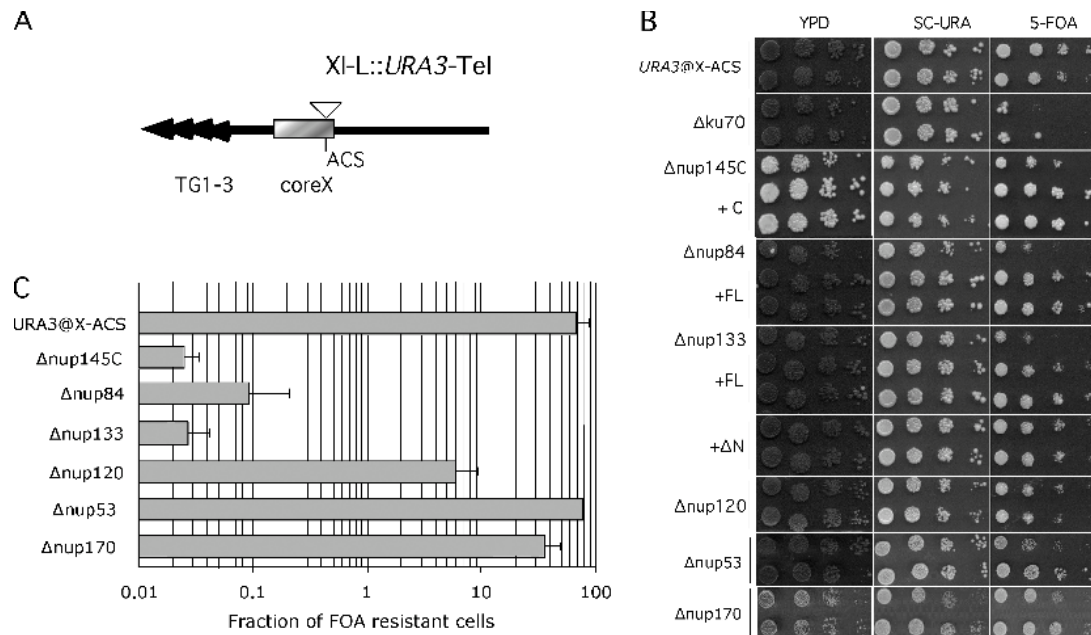 A
XI-L::URA3-Tel
ACS
TG1-3
coreX
B
YPD
SC-URA
5-FOA
URA3@X-ACS
Δku70
Δnup145C
+ C
Δnup84
+FL
Δnup133
+FL
+ΔN
Δnup120
Δnup53
Δnup170
C
URA3@X-ACS
Δnup145C
Δnup84
Δnup133
Δnup120
Δnup53
Δnup170
0.01
0.1
1
10
100
Fraction of FOA resistant cells